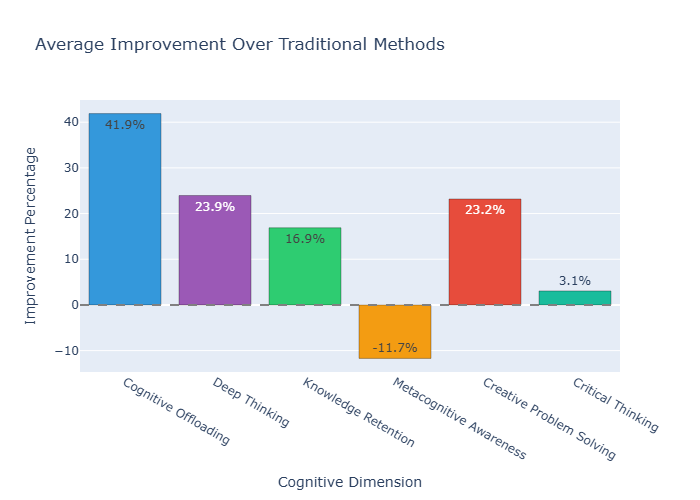 Average Improvement Over Traditional Methods
Improvement Percentage
40
30
20
10
0
−10
41.9%
23.9%
16.9%
-11.7%
23.2%
3.1%
Cognitive Offloading
Deep Thinking
Knowledge Retention
Metacognitive Awareness
Creative Problem Solving
Critical Thinking
Cognitive Dimension